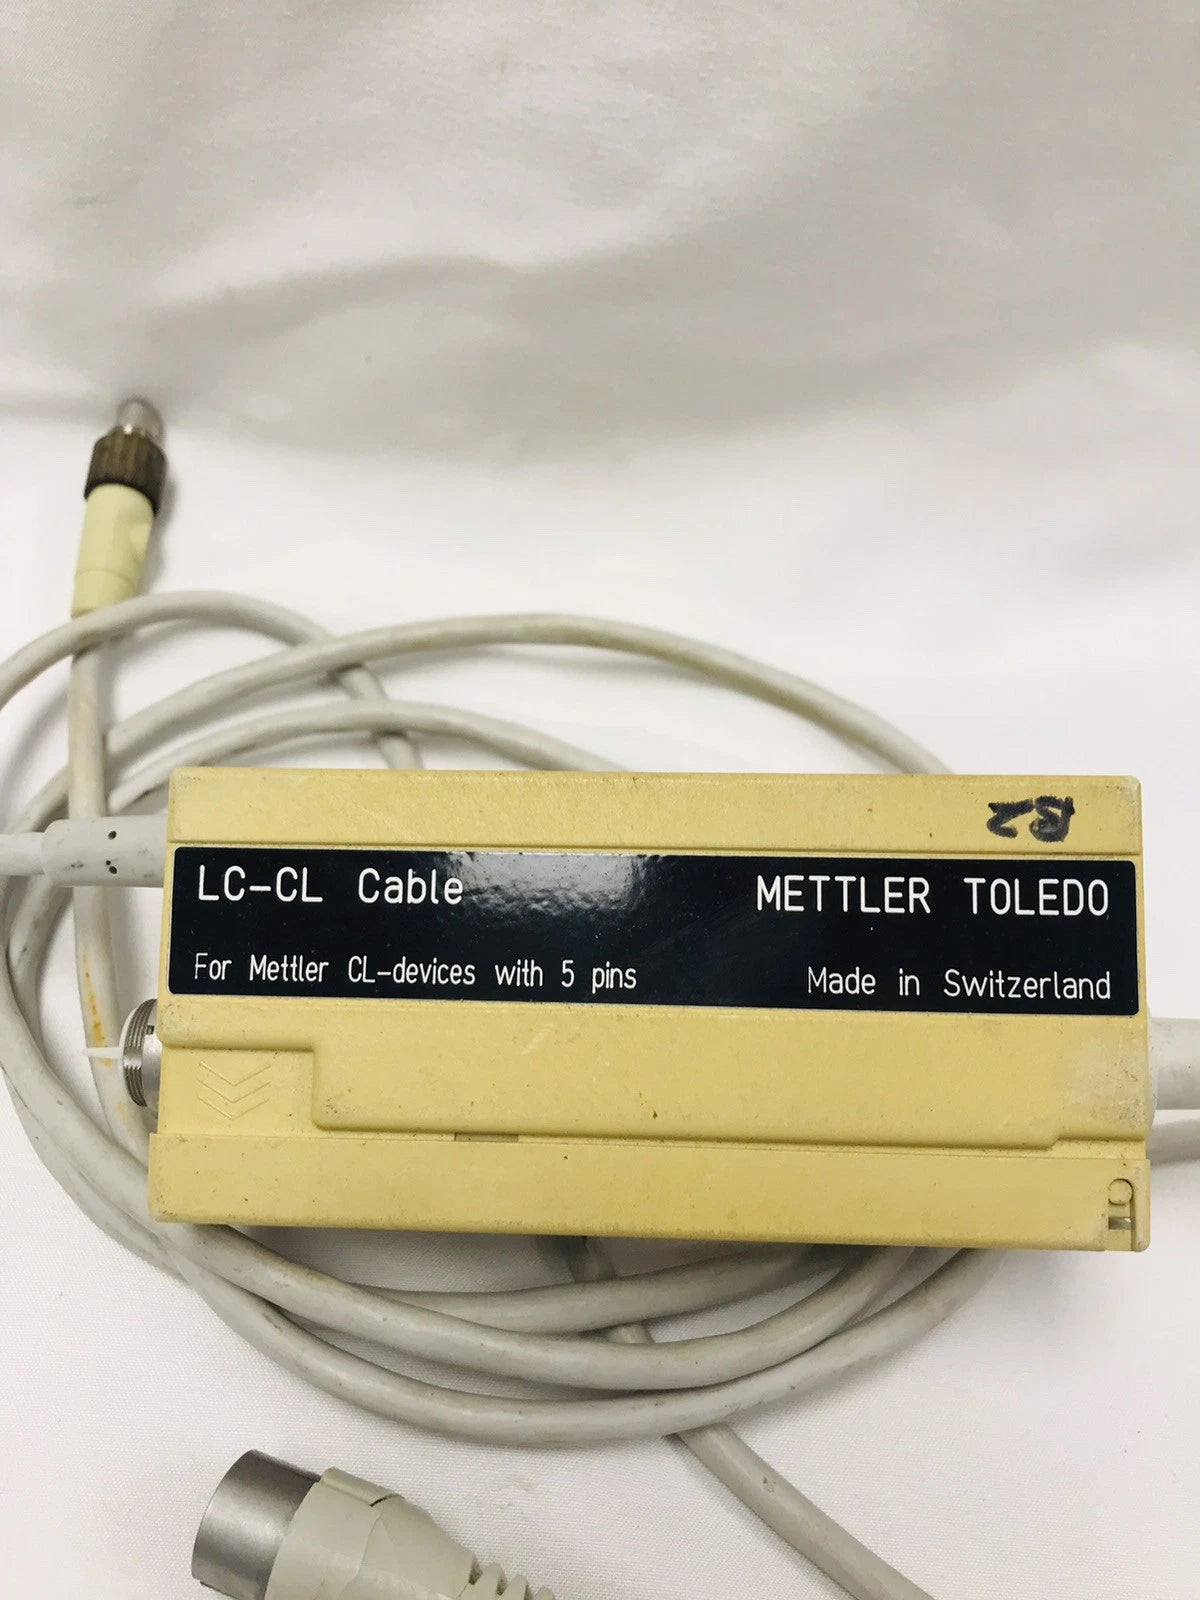 LC-CL Cable
METTLER TOLEDO
For Mettler CL-devices with 5 pins
Made in Switzerland